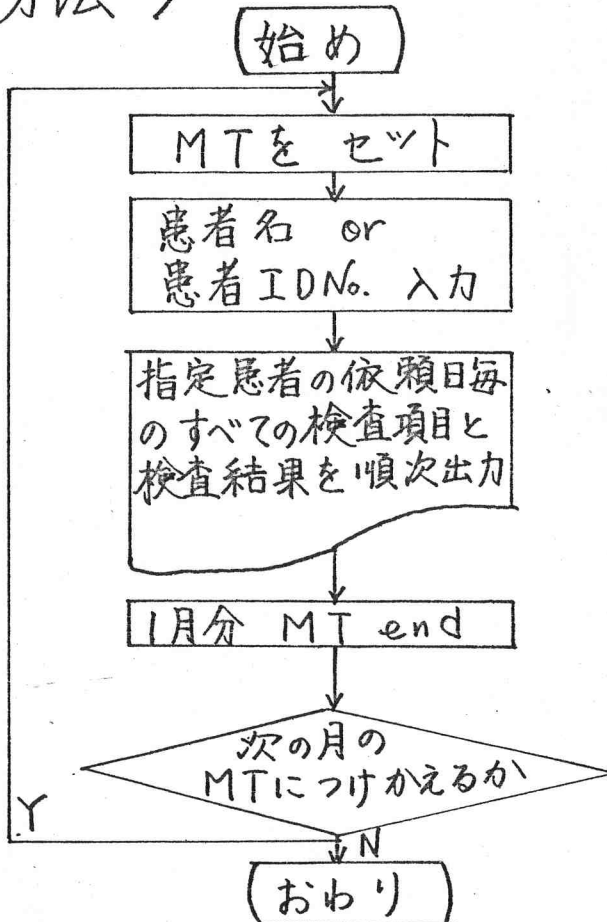 方法
始め
MTを セット
患者名 or
患者IDNo. 入力
指定患者の依頼日毎
のすべての検査項目と
検査結果を順次出力
1月分 MT end
次の月の
MTにつけかえるか
Y
N
おわり